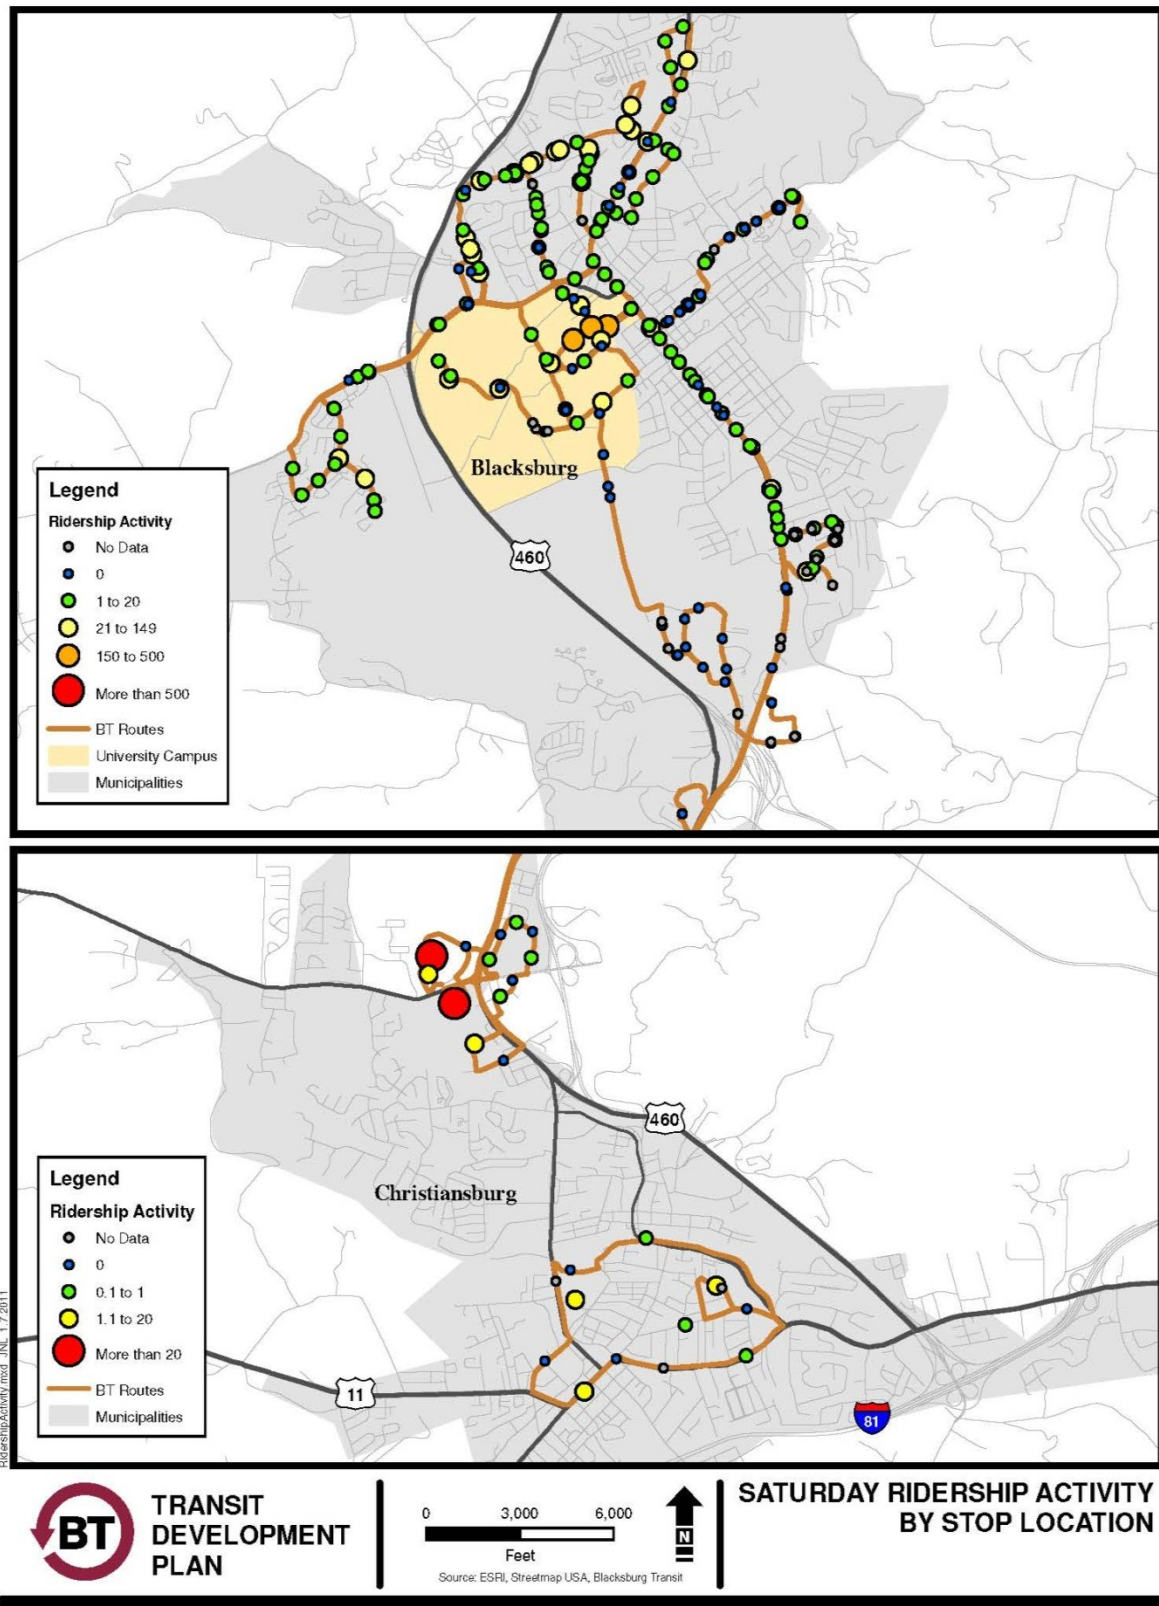 460
Blacksburg
Legend
Ridership Activity
No Data
0
1 to 20
21 to 149
150 to 500
More than 500
BT Routes
University Campus
Municipalities
460
Christiansburg
11
81
Legend
Ridership Activity
No Data
0
0.1 to 1
1.1 to 20
More than 20
BT Routes
Municipalities
RidershipActivity.mxd JNL 1.7.2011
BT
TRANSIT
DEVELOPMENT
PLAN
0 3,000 6,000
Feet
Source: ESRI, Streetmap USA, Blacksburg Transit
N
SATURDAY RIDERSHIP ACTIVITY
BY STOP LOCATION